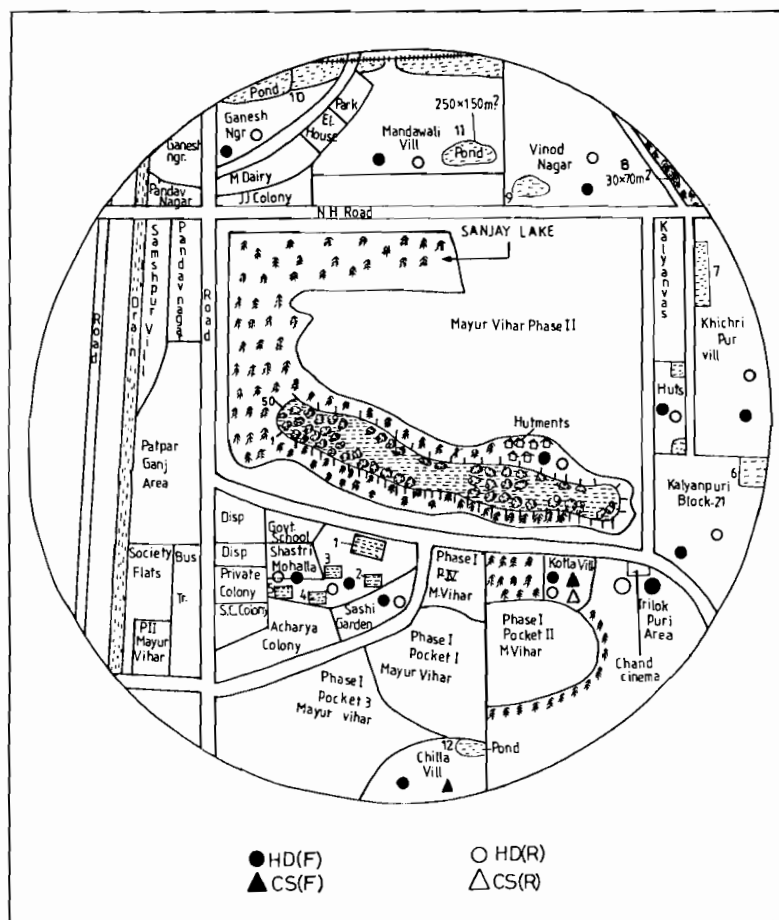 Pond
10
Park
Ganesh
Ngr
El.
House
250×150m²
Mandawali
Vill
11
Pond
Vinod
Nagar
8
30×70m²
9
Ganesh
ngr.
Pandav
Nagar
M Dairy
JJ Colony
N H Road
SANJAY LAKE
Road
Drain
Samshpur Vill
Pandavnagar
Road
Kalyanvas
7
Mayur Vihar Phase II
Khichri
Pur
vill
Huts
50
1
Hutments
Patpar
Ganj
Area
6
Kalyanpuri
Block-21
Disp
Govt.
School
1
Disp
Shastri
Mohalla
3
2
Society
Flats
Bus
Tr.
Private
Colony
5
4
S.C. Colony
Sashi
Garden
Acharya
Colony
PII
Mayur
Vihar
Phase I
P.IV
M.Vihar
Kotla Vill
Trilok
Puri
Area
Phase I
Pocket II
M Vihar
Chand
cinema
Phase I
Pocket I
Mayur Vihar
Phase I
Pocket 3
Mayur vihar
12
Pond
Chilla
Vill
HD(F)
HD(R)
CS(F)
CS(R)